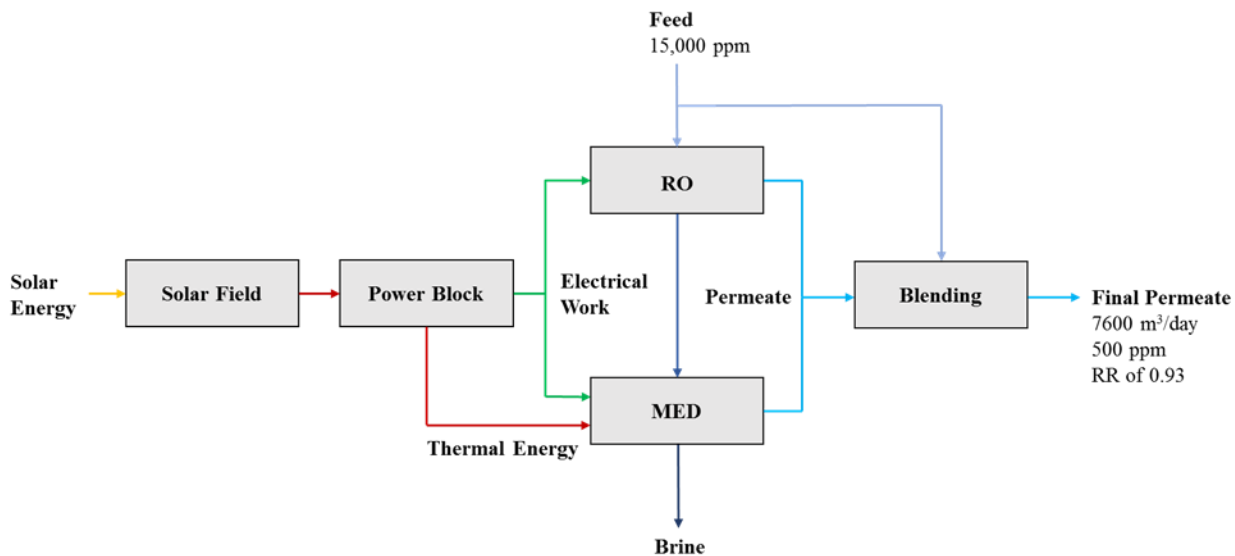 Feed
15,000 ppm
RO
Solar
Energy
Solar Field
Power Block
Electrical
Work
Permeate
Blending
Final Permeate
7600 m³/day
500 ppm
RR of 0.93
MED
Thermal Energy
Brine